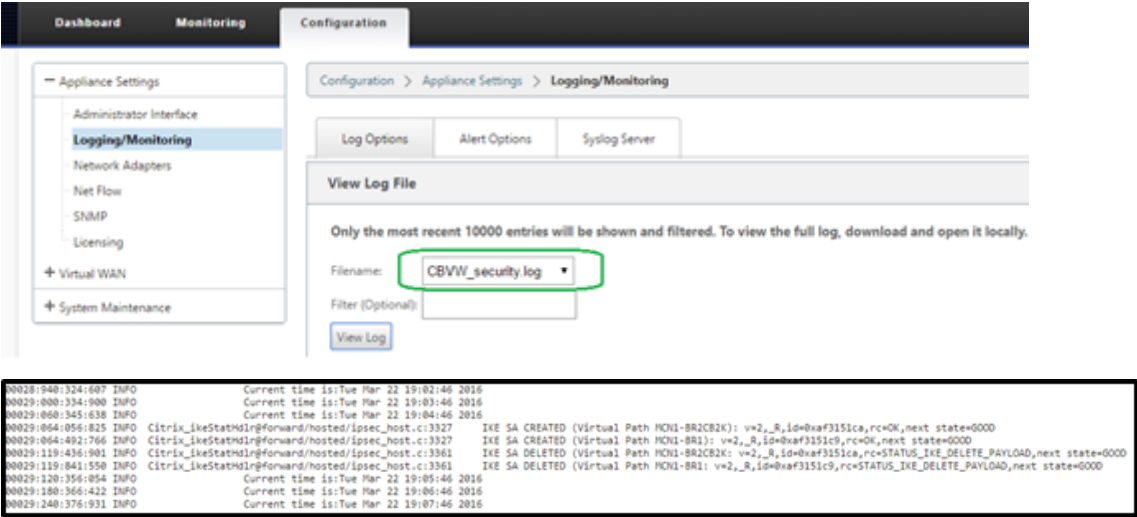 Dashboard Monitoring Configuration
Appliance Settings
Administrator Interface
Logging/Monitoring
Network Adapters
Net Flow
SNMP
Licensing
Virtual WAN
System Maintenance
Configuration > Appliance Settings > Logging/Monitoring
Log Options Alert Options Syslog Server
View Log File
Only the most recent 10000 entries will be shown and filtered. To view the full log, download and open it locally.
Filename: CBVW_security.log
Filter (Optional):
View Log
00028:940:324:607 INFO Current time is:Tue Mar 22 19:02:46 2016
00029:000:334:900 INFO Current time is:Tue Mar 22 19:03:46 2016
00029:060:345:638 INFO Current time is:Tue Mar 22 19:04:46 2016
00029:064:056:825 INFO Citrix_ikeStatHdlr@forward/hosted/ipsec_host.c:3327 IKE SA CREATED (Virtual Path MCN1-BR2CB2K): v=2,_R,id=0xaf3151ca,rc=OK,next state=GOOD
00029:064:492:766 INFO Citrix_ikeStatHdlr@forward/hosted/ipsec_host.c:3327 IKE SA CREATED (Virtual Path MCN1-BR1): v=2,_R,id=0xaf3151c9,rc=OK,next state=GOOD
00029:119:436:901 INFO Citrix_ikeStatHdlr@forward/hosted/ipsec_host.c:3361 IKE SA DELETED (Virtual Path MCN1-BR2CB2K: v=2,_R,id=0xaf3151ca,rc=STATUS_IKE_DELETE_PAYLOAD,next state=GOOD
00029:119:841:550 INFO Citrix_ikeStatHdlr@forward/hosted/ipsec_host.c:3361 IKE SA DELETED (Virtual Path MCN1-BR1: v=2,_R,id=0xaf3151c9,rc=STATUS_IKE_DELETE_PAYLOAD,next state=GOOD
00029:120:356:054 INFO Current time is:Tue Mar 22 19:05:46 2016
00029:180:366:422 INFO Current time is:Tue Mar 22 19:06:46 2016
00029:240:376:931 INFO Current time is:Tue Mar 22 19:07:46 2016